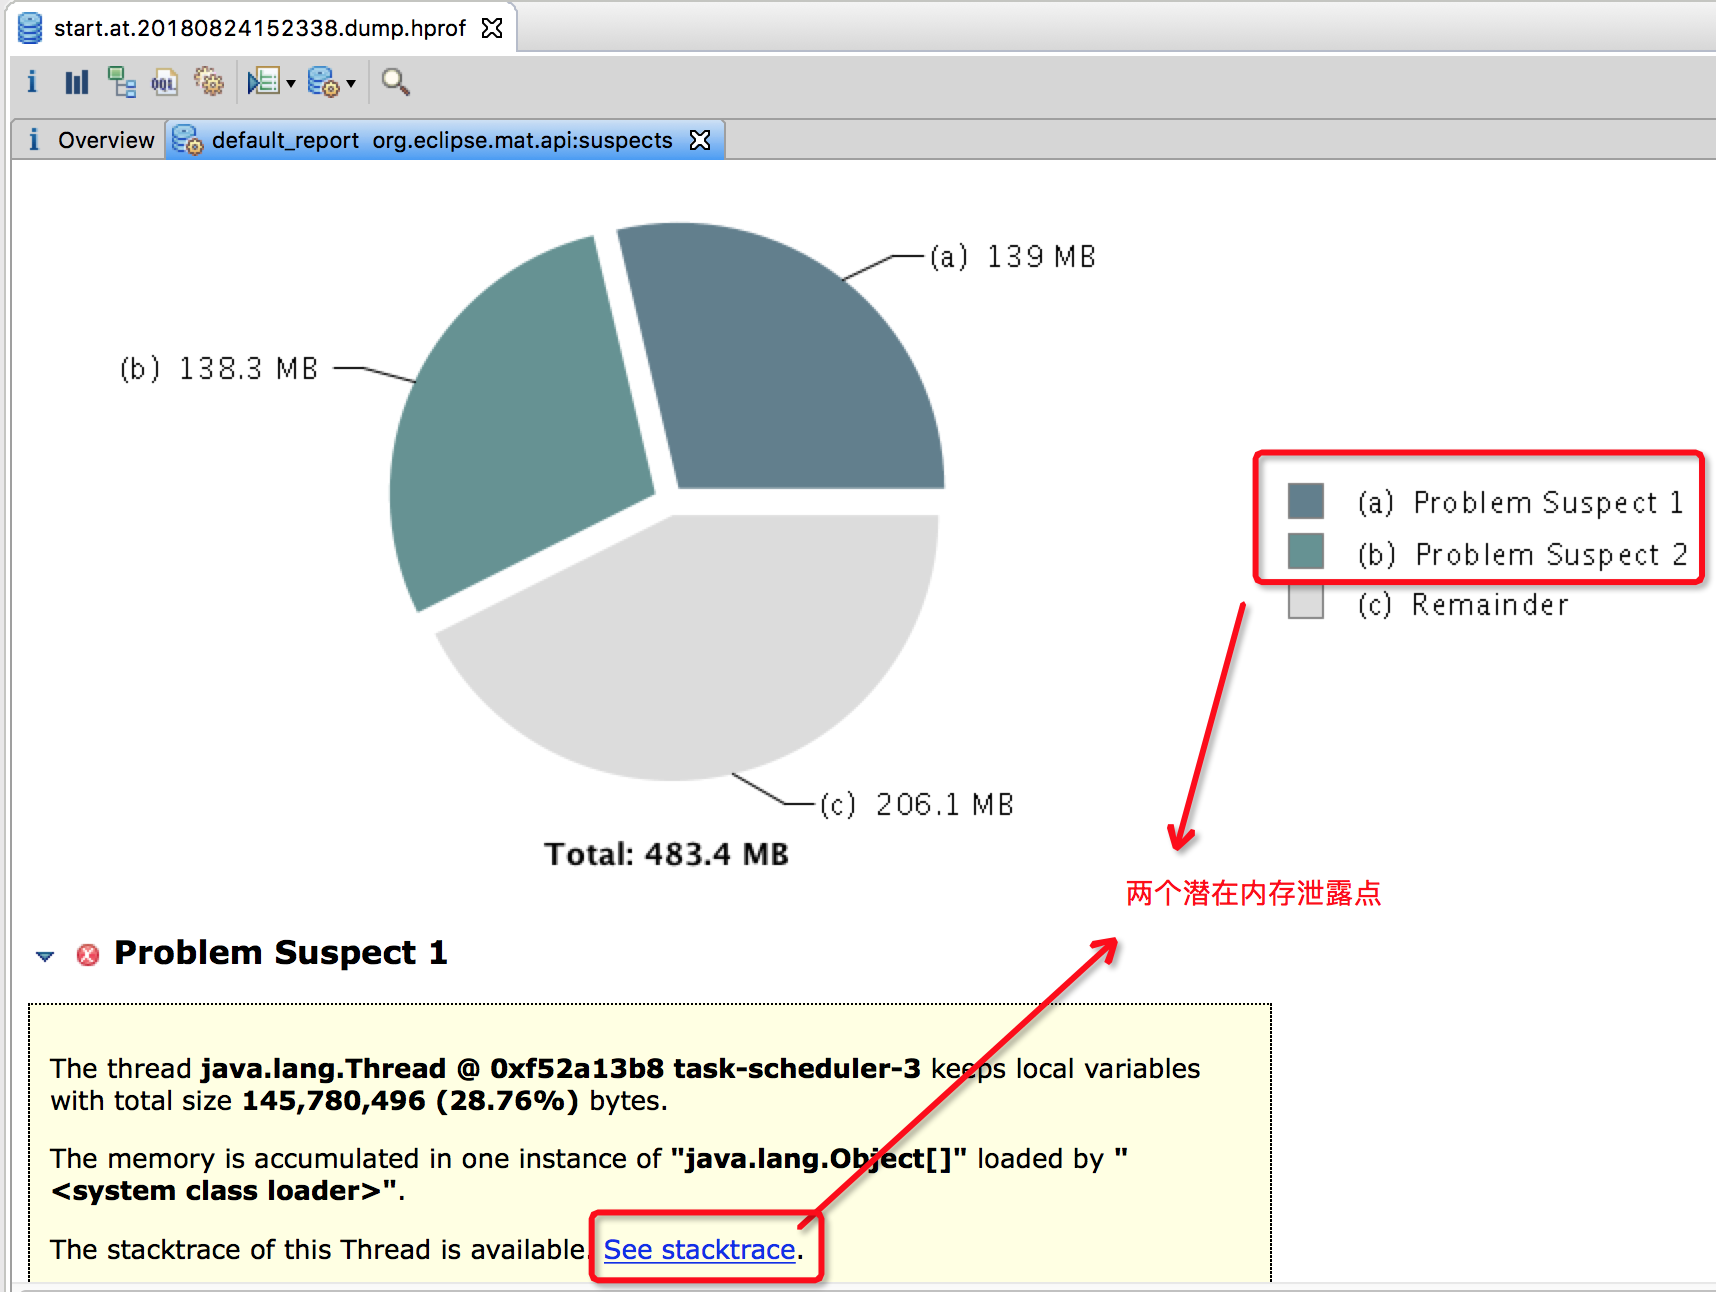 start.at.20180824152338.dump.hprof
OQL
i Overview
default_report org.eclipse.mat.api:suspects
(a) 139 MB
(b) 138.3 MB
(a) Problem Suspect 1
(b) Problem Suspect 2
(c) Remainder
(c) 206.1 MB
Total: 483.4 MB
两个潜在内存泄露点
Problem Suspect 1
The thread java.lang.Thread @ 0xf52a13b8 task-scheduler-3 keeps local variables
with total size 145,780,496 (28.76%) bytes.
The memory is accumulated in one instance of "java.lang.Object[]" loaded by "
<system class loader>".
The stacktrace of this Thread is available. See stacktrace.